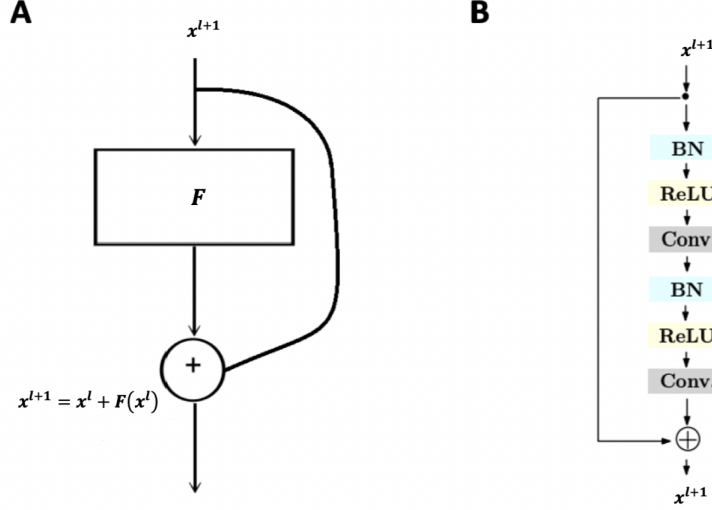 A
x^{l+1}
F
+
x^{l+1} = x^l + F(x^l)
B
x^{l+1}
BN
ReLU
Conv
BN
ReLU
Conv.
x^{l+1}